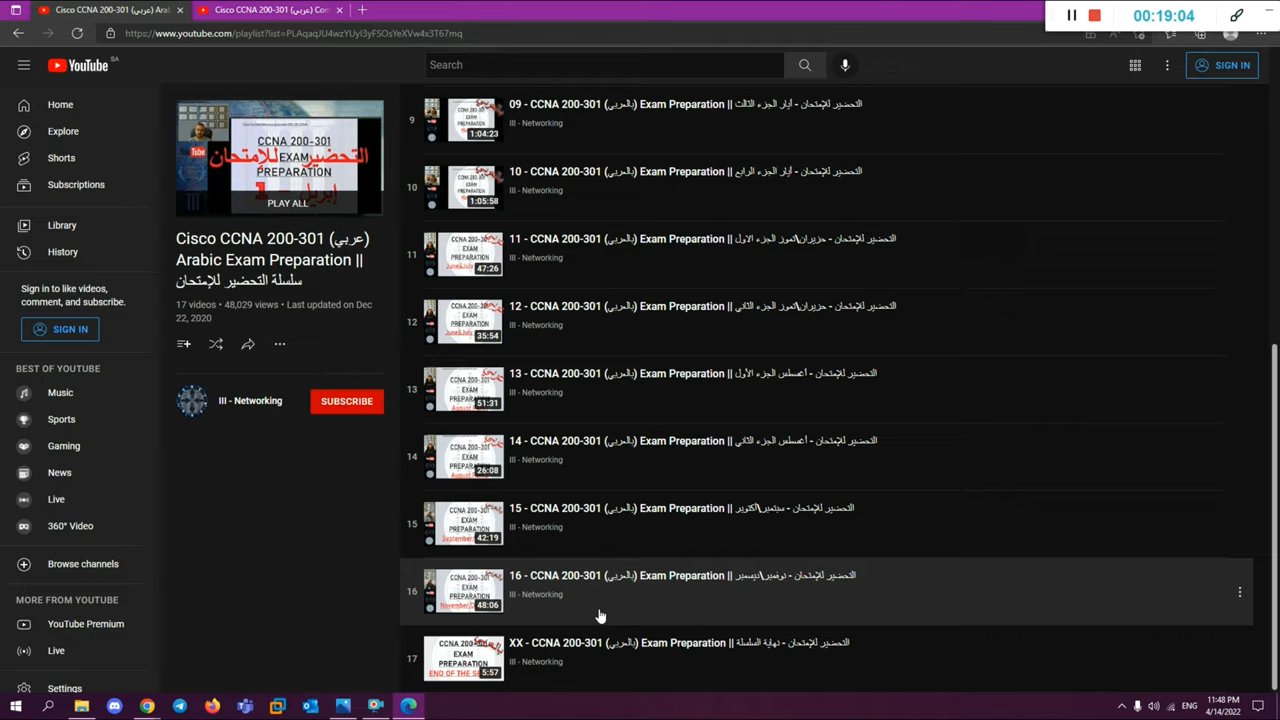 Cisco CCNA 200-301 (عربي) Ara
Cisco CCNA 200-301 (عربي) Con
00:19:04
https://www.youtube.com/playlist?list=PLAqaqJU4wzYUyI3yFSOsYeXVw4x3T67mq
YouTube
SA
Search
SIGN IN
Home
Explore
Shorts
Subscriptions
Library
History
Sign in to like videos,
comment, and subscribe.
SIGN IN
BEST OF YOUTUBE
Music
Sports
Gaming
News
Live
360° Video
Browse channels
MORE FROM YOUTUBE
YouTube Premium
Live
Settings
CCNA 200-301
التحضير للإمتحان
EXAM
PREPARATION
PLAY ALL
Cisco CCNA 200-301 (عربي)
Arabic Exam Preparation ||
سلسلة التحضير للإمتحان
17 videos • 48,029 views • Last updated on Dec
22, 2020
III - Networking
SUBSCRIBE
9
1:04:23
09 - CCNA 200-301 (بالعربي) Exam Preparation || التحضير للإمتحان - ايار الجزء الأول
III - Networking
10
1:05:58
10 - CCNA 200-301 (بالعربي) Exam Preparation || التحضير للإمتحان - ايار الجزء الثاني
III - Networking
11
47:26
11 - CCNA 200-301 (بالعربي) Exam Preparation || التحضير للإمتحان - حزيران\تموز الجزء الأول
III - Networking
12
35:54
12 - CCNA 200-301 (بالعربي) Exam Preparation || التحضير للإمتحان - حزيران\تموز الجزء الثاني
III - Networking
13
51:31
13 - CCNA 200-301 (بالعربي) Exam Preparation || التحضير للإمتحان - أغسطس الجزء الأول
III - Networking
14
26:08
14 - CCNA 200-301 (بالعربي) Exam Preparation || التحضير للإمتحان - أغسطس الجزء الثاني
III - Networking
15
42:19
15 - CCNA 200-301 (بالعربي) Exam Preparation || التحضير للإمتحان - سبتمبر\أكتوبر
III - Networking
16
48:06
16 - CCNA 200-301 (بالعربي) Exam Preparation || التحضير للإمتحان - نوفمبر\
III - Networking
17
END OF THE SE
5:57
XX - CCNA 200-301 (بالعربي) Exam Preparation || التحضير للإمتحان - نهاية السلسلة
III - Networking
ENG
11:48 PM
4/14/2022